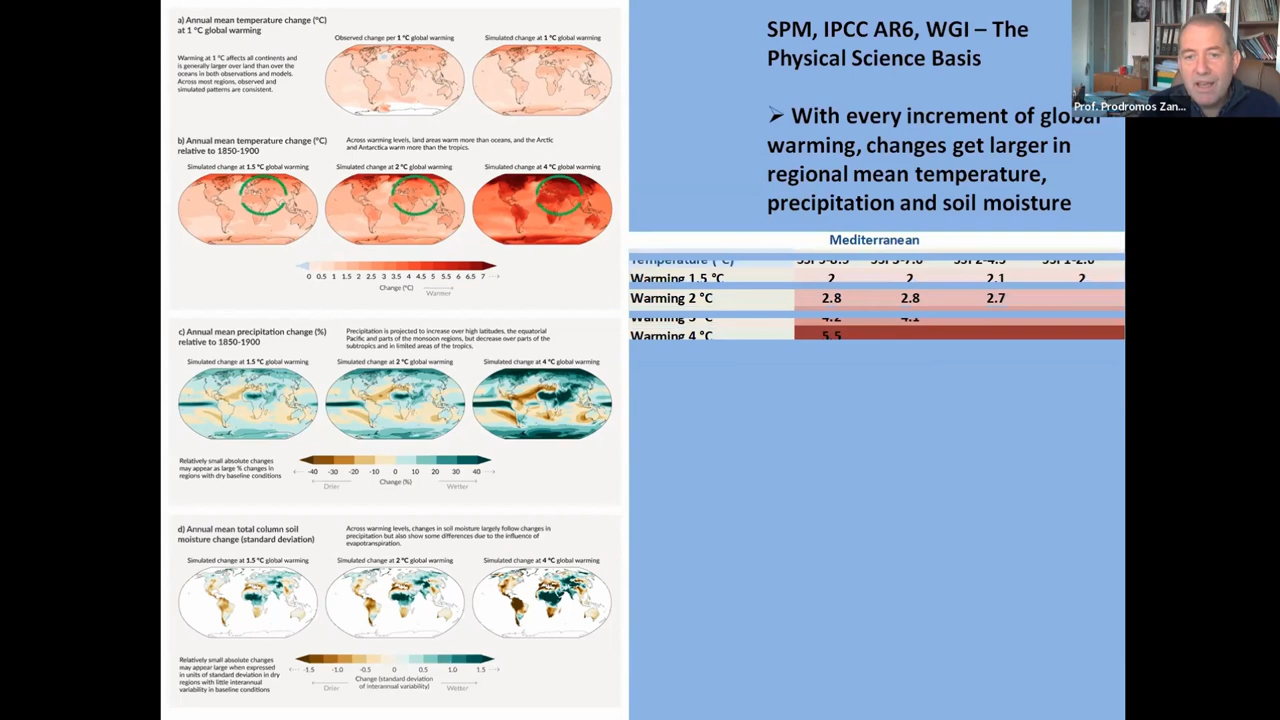 a) Annual mean temperature change (°C)
at 1 °C global warming
Warming at 1 °C affects all continents and
is generally larger over land than over the
oceans in both observations and models.
Across most regions, observed and
simulated patterns are consistent.
Observed change per 1 °C global warming
Simulated change at 1 °C global warming
b) Annual mean temperature change (°C)
relative to 1850-1900
Across warming levels, land areas warm more than oceans, and the Arctic
and Antarctica warm more than the tropics.
Simulated change at 1.5 °C global warming
Simulated change at 2 °C global warming
Simulated change at 4 °C global warming
0 0.5 1 1.5 2 2.5 3 3.5 4 4.5 5 5.5 6 6.5 7
Change (°C)
Warmer
c) Annual mean precipitation change (%)
relative to 1850-1900
Precipitation is projected to increase over high latitudes, the equatorial
Pacific and parts of the monsoon regions, but decrease over parts of the
subtropics and in limited areas of the tropics.
Simulated change at 1.5 °C global warming
Simulated change at 2 °C global warming
Simulated change at 4 °C global warming
Relatively small absolute changes
may appear as large % changes in
regions with dry baseline conditions
-40 -30 -20 -10 0 10 20 30 40
Change (%)
Drier
Wetter
d) Annual mean total column soil
moisture change (standard deviation)
Across warming levels, changes in soil moisture largely follow changes in
precipitation but also show some differences due to the influence of
evapotranspiration.
Simulated change at 1.5 °C global warming
Simulated change at 2 °C global warming
Simulated change at 4 °C global warming
Relatively small absolute changes
may appear large when expressed
in units of standard deviation in dry
regions with little interannual
variability in baseline conditions
-1.5 -1.0 -0.5 0 0.5 1.0 1.5
Change (standard deviation
of interannual variability)
Drier
Wetter
SPM, IPCC AR6, WGI – The
Physical Science Basis
➢ With every increment of global
warming, changes get larger in
regional mean temperature,
precipitation and soil moisture
Mediterranean
Warming 1.5 °C 2 2 2.1 2
Warming 2 °C 2.8 2.8 2.7
Warming 4 °C 5.5
Prof. Prodromos Zan...